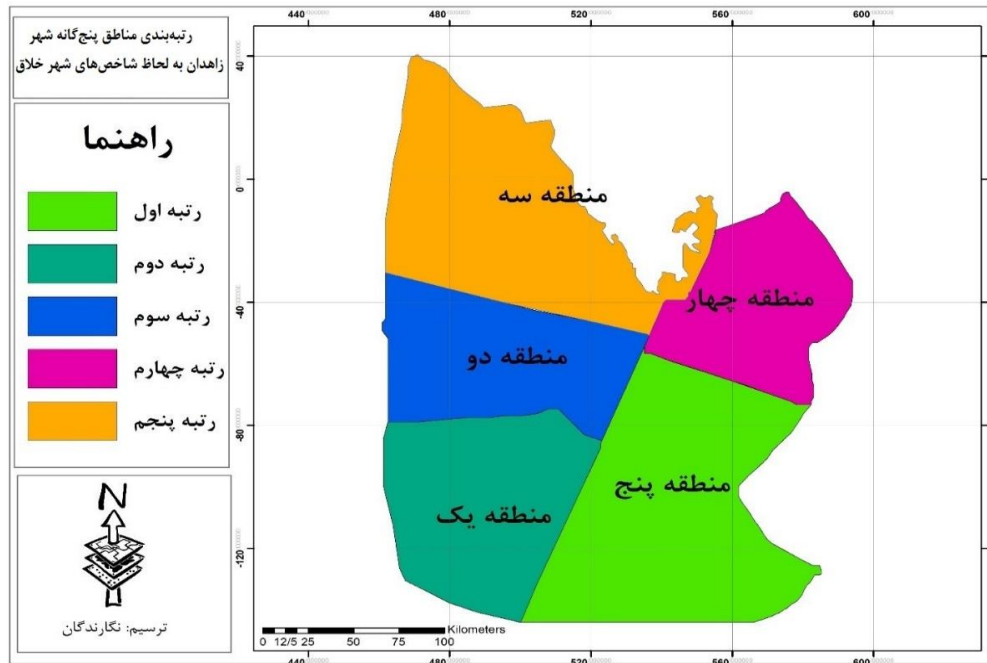 رتبه‌بندی مناطق پنج‌گانه شهر
زاهدان به لحاظ شاخص‌های شهر خلاق
راهنما
رتبه اول
رتبه دوم
رتبه سوم
رتبه چهارم
رتبه پنجم
N
ترسیم: نگارندگان
440 480 520 560 600
40
0
-40
-80
-120
منطقه سه
منطقه چهار
منطقه دو
منطقه پنج
منطقه یک
Kilometers
0 12/5 25 50 75 100
440 480 520 560 600